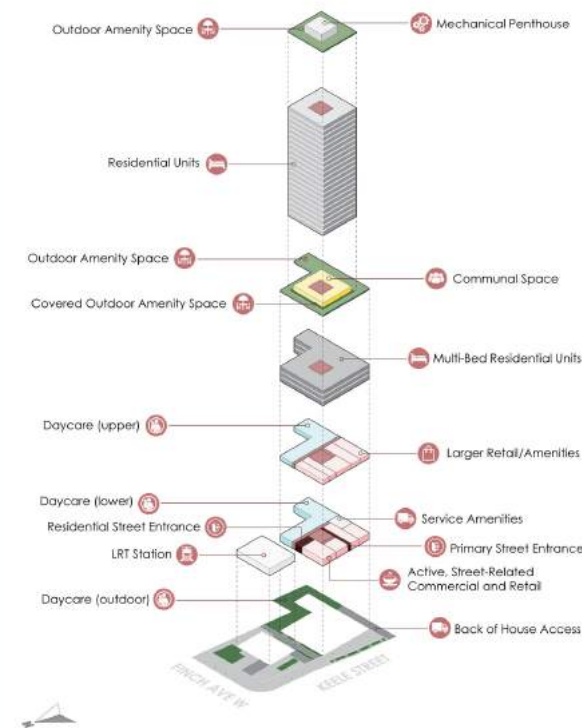 Outdoor Amenity Space
Mechanical Penthouse
Residential Units
Outdoor Amenity Space
Communal Space
Covered Outdoor Amenity Space
Multi-Bed Residential Units
Daycare (upper)
Larger Retail/Amenities
Daycare (lower)
Service Amenities
Residential Street Entrance
Primary Street Entrance
LRT Station
Active, Street-Related
Commercial and Retail
Daycare (outdoor)
Back of House Access
FINCH AVE W
KEELE STREET